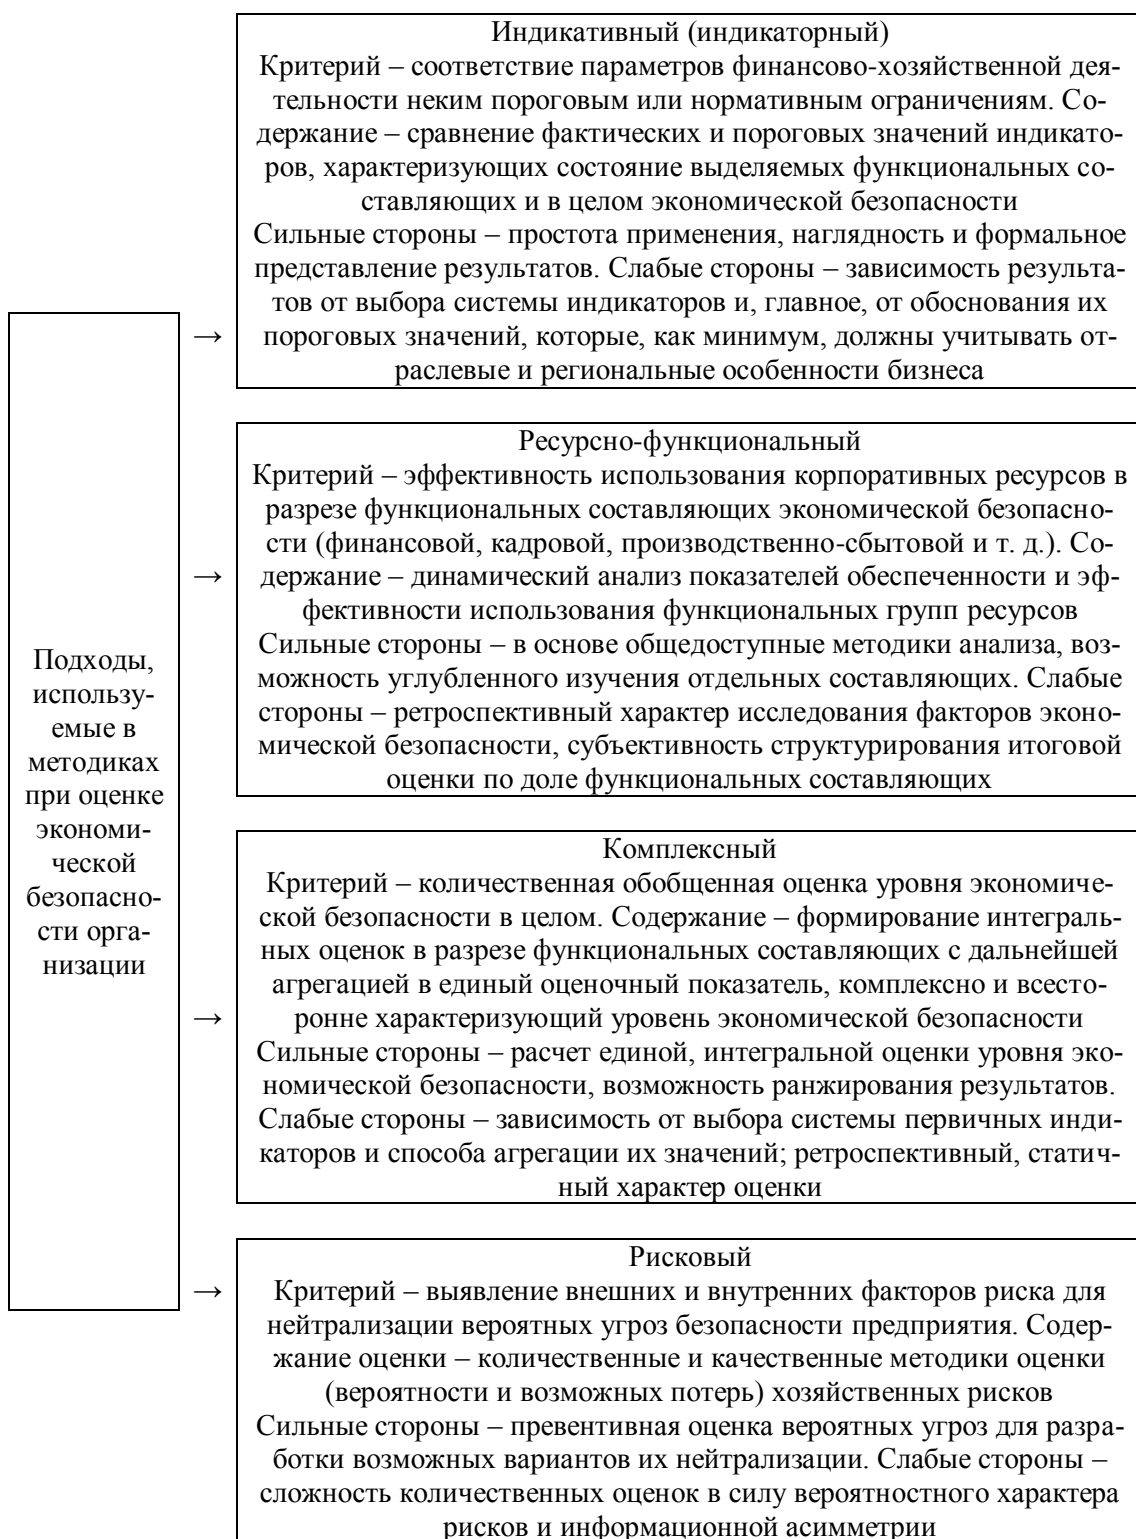 Индикативный (индикаторный)
Критерий – соответствие параметров финансово-хозяйственной дея-
тельности неким пороговым или нормативным ограничениям. Со-
держание – сравнение фактических и пороговых значений индикато-
ров, характеризующих состояние выделяемых функциональных со-
ставляющих и в целом экономической безопасности
Сильные стороны – простота применения, наглядность и формальное
представление результатов. Слабые стороны – зависимость результа-
тов от выбора системы индикаторов и, главное, от обоснования их
пороговых значений, которые, как минимум, должны учитывать от-
раслевые и региональные особенности бизнеса
Ресурсно-функциональный
Критерий – эффективность использования корпоративных ресурсов в
разрезе функциональных составляющих экономической безопасно-
сти (финансовой, кадровой, производственно-сбытовой и т. д.). Со-
держание – динамический анализ показателей обеспеченности и эф-
фективности использования функциональных групп ресурсов
Сильные стороны – в основе общедоступные методики анализа, воз-
можность углубленного изучения отдельных составляющих. Слабые
стороны – ретроспективный характер исследования факторов эконо-
мической безопасности, субъективность структурирования итоговой
оценки по доле функциональных составляющих
Подходы,
использу-
емые в
методиках
при оценке
экономи-
ческой
безопасно-
сти орга-
низации
Комплексный
Критерий – количественная обобщенная оценка уровня экономиче-
ской безопасности в целом. Содержание – формирование интеграль-
ных оценок в разрезе функциональных составляющих с дальнейшей
агрегацией в единый оценочный показатель, комплексно и всесто-
ронне характеризующий уровень экономической безопасности
Сильные стороны – расчет единой, интегральной оценки уровня эко-
номической безопасности, возможность ранжирования результатов.
Слабые стороны – зависимость от выбора системы первичных инди-
каторов и способа агрегации их значений; ретроспективный, статич-
ный характер оценки
Рисковый
Критерий – выявление внешних и внутренних факторов риска для
нейтрализации вероятных угроз безопасности предприятия. Содер-
жание оценки – количественные и качественные методики оценки
(вероятности и возможных потерь) хозяйственных рисков
Сильные стороны – превентивная оценка вероятных угроз для разра-
ботки возможных вариантов их нейтрализации. Слабые стороны –
сложность количественных оценок в силу вероятностного характера
рисков и информационной асимметрии